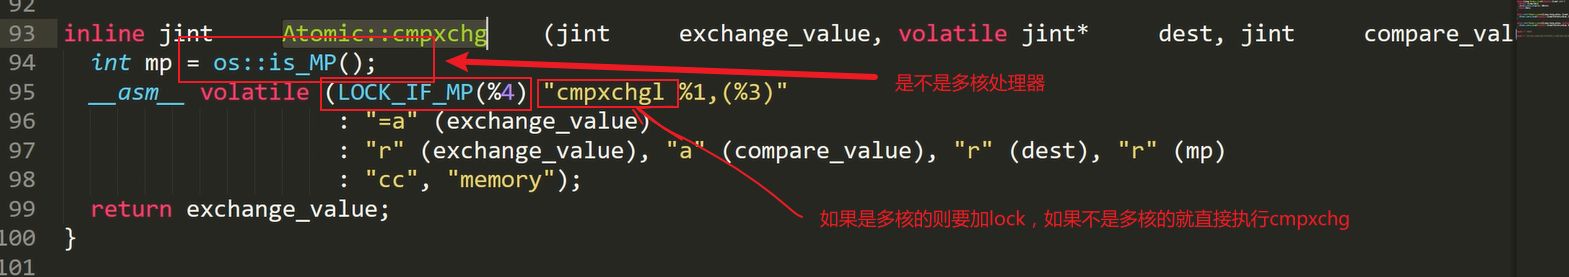 92
93 inline jint Atomic::cmpxchg (jint exchange_value, volatile jint* dest, jint compare_val
94 int mp = os::is_MP();
是不是多核处理器
95 __asm__ volatile (LOCK_IF_MP(%4) "cmpxchgl %1,(%3)"
96 : "=a" (exchange_value)
97 : "r" (exchange_value), "a" (compare_value), "r" (dest), "r" (mp)
98 : "cc", "memory");
99 return exchange_value;
如果是多核的则要加lock，如果不是多核的就直接执行cmpxchg
100 }
101